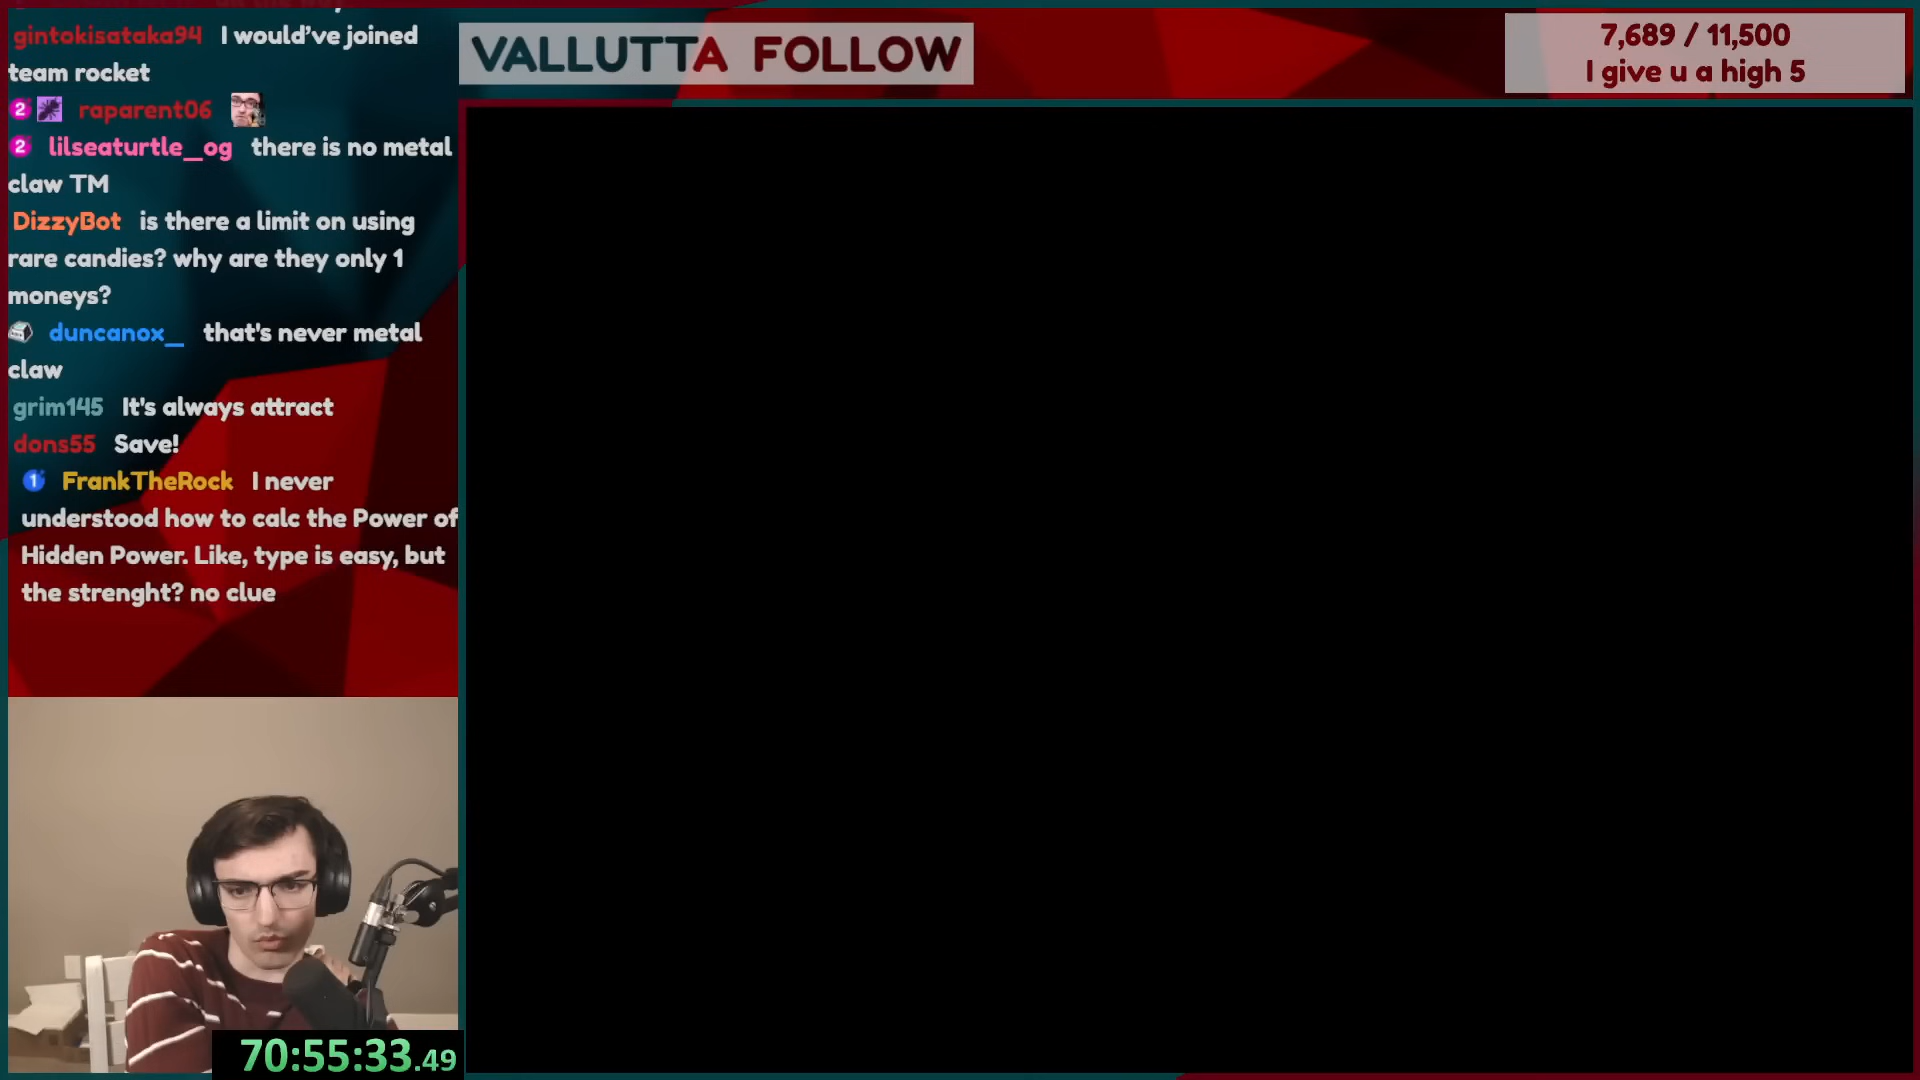 gintokisataka94 I would've joined
team rocket
2 raparent06
2 lilseaturtle_og there is no metal
claw TM
DizzyBot is there a limit on using
rare candies? why are they only 1
moneys?
duncanox_ that's never metal
claw
grim145 It's always attract
dons55 Save!
1 FrankTheRock I never
understood how to calc the Power of
Hidden Power. Like, type is easy, but
the strenght? no clue
70:55:33.49
VALLUTTA FOLLOW
7,689 / 11,500
I give u a high 5